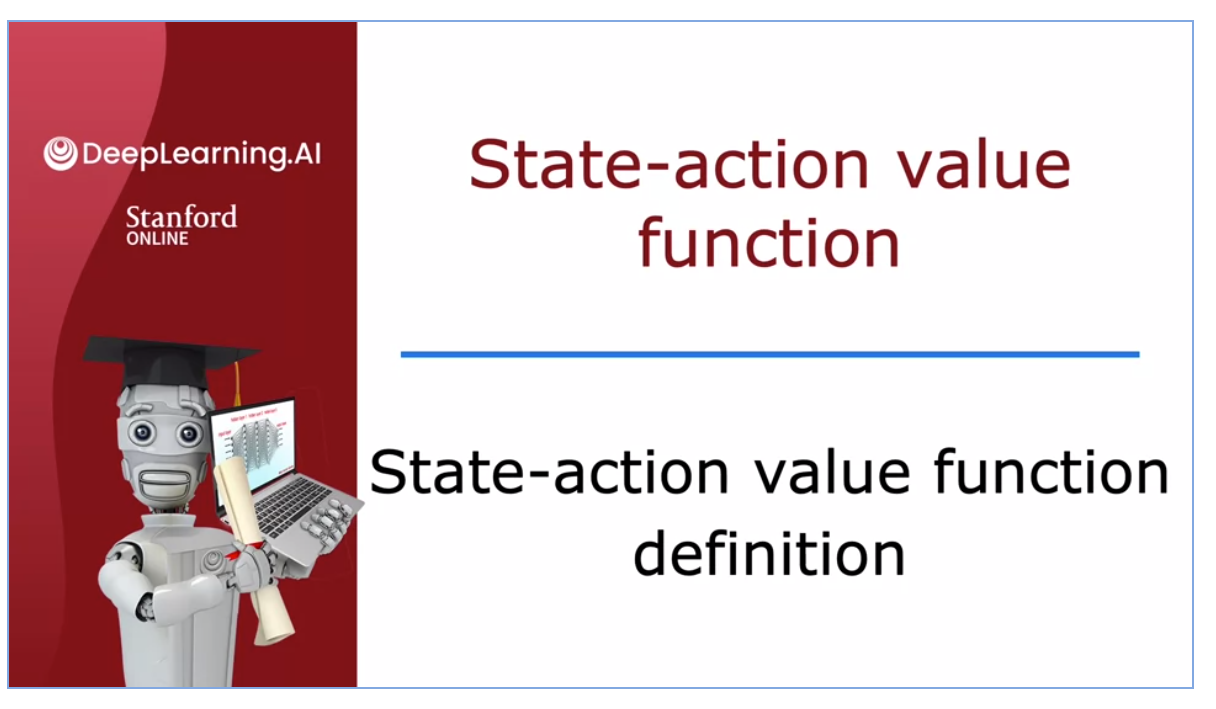 DeepLearning.AI
Stanford
ONLINE
State-action value
function
State-action value function
definition